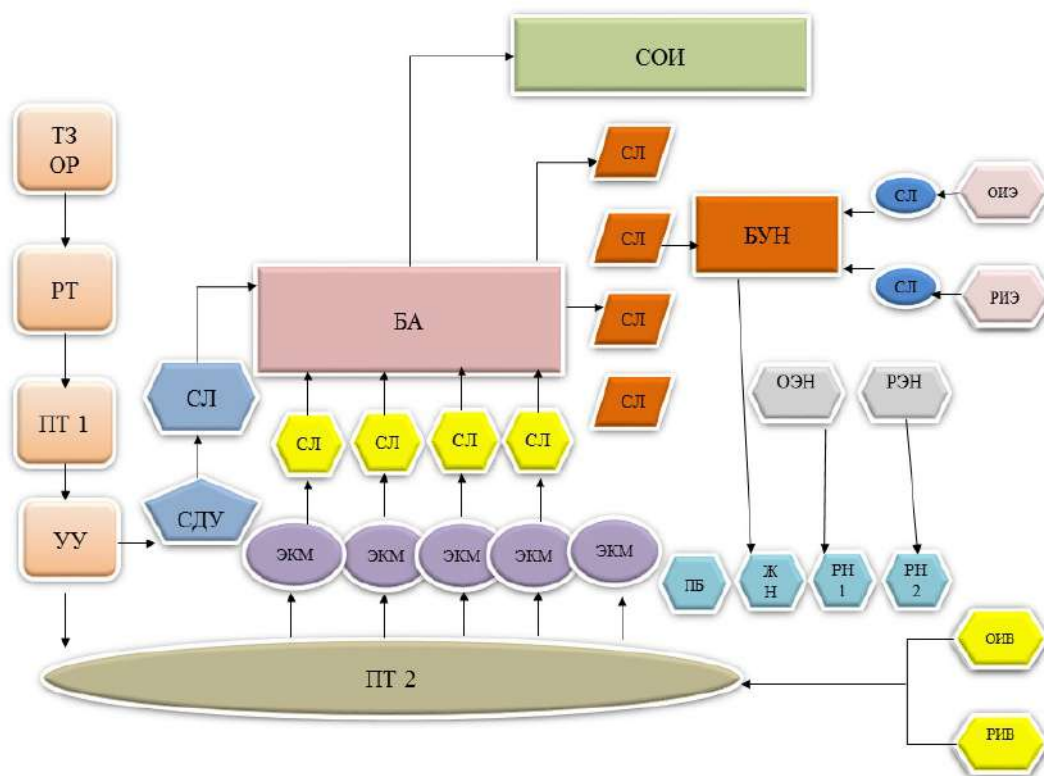 СОИ
ТЗ
ОР
СЛ
ОИЭ
СЛ
СЛ
БУН
РТ
СЛ
РИЭ
БА
СЛ
ОЭН
РЭН
СЛ
СЛ
ПТ 1
СЛ
СЛ
СЛ
СЛ
СДУ
УУ
ЭКМ
ЭКМ
ЭКМ
ЭКМ
ЭКМ
ПБ
Ж
Н
РН
1
РН
2
ОИВ
ПТ 2
РИВ